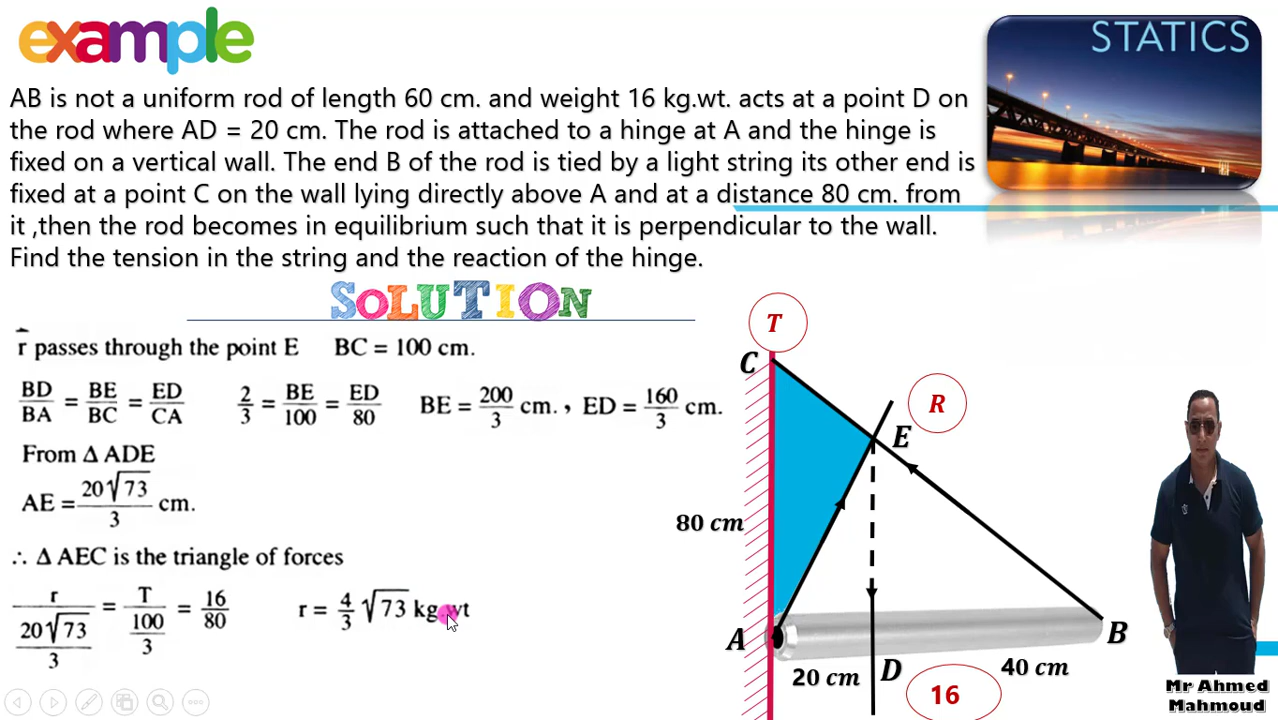 example
STATICS
AB is not a uniform rod of length 60 cm. and weight 16 kg.wt. acts at a point D on
the rod where AD = 20 cm. The rod is attached to a hinge at A and the hinge is
fixed on a vertical wall. The end B of the rod is tied by a light string its other end is
fixed at a point C on the wall lying directly above A and at a distance 80 cm. from
it ,then the rod becomes in equilibrium such that it is perpendicular to the wall.
Find the tension in the string and the reaction of the hinge.
SOLUTION
r passes through the point E BC = 100 cm.
BD/BA = BE/BC = ED/CA 2/3 = BE/100 = ED/80 BE = 200/3 cm. , ED = 160/3 cm.
From Δ ADE
AE = 20√73/3 cm.
∴ Δ AEC is the triangle of forces
r/(20√73/3) = T/(100/3) = 16/80 r = 4/3 √73 kg.wt
T
C
R
E
80 cm
A
B
20 cm
D
40 cm
16
Mr Ahmed
Mahmoud